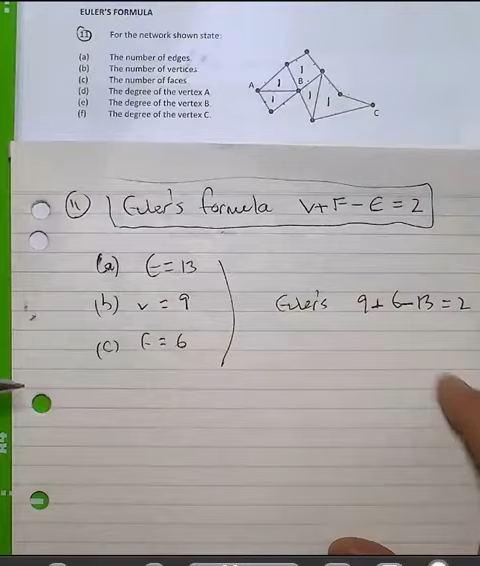 EULER'S FORMULA
11 For the network shown state:
(a) The number of edges.
(b) The number of vertices
(c) The number of faces
(d) The degree of the vertex A.
(e) The degree of the vertex B.
(f) The degree of the vertex C.
A
B
C
1
1
1
1
1
11 Euler's formula V+F-E=2
(a) E=13
(b) v = 9
(c) F = 6
Euler's 9+6-13=2
A4